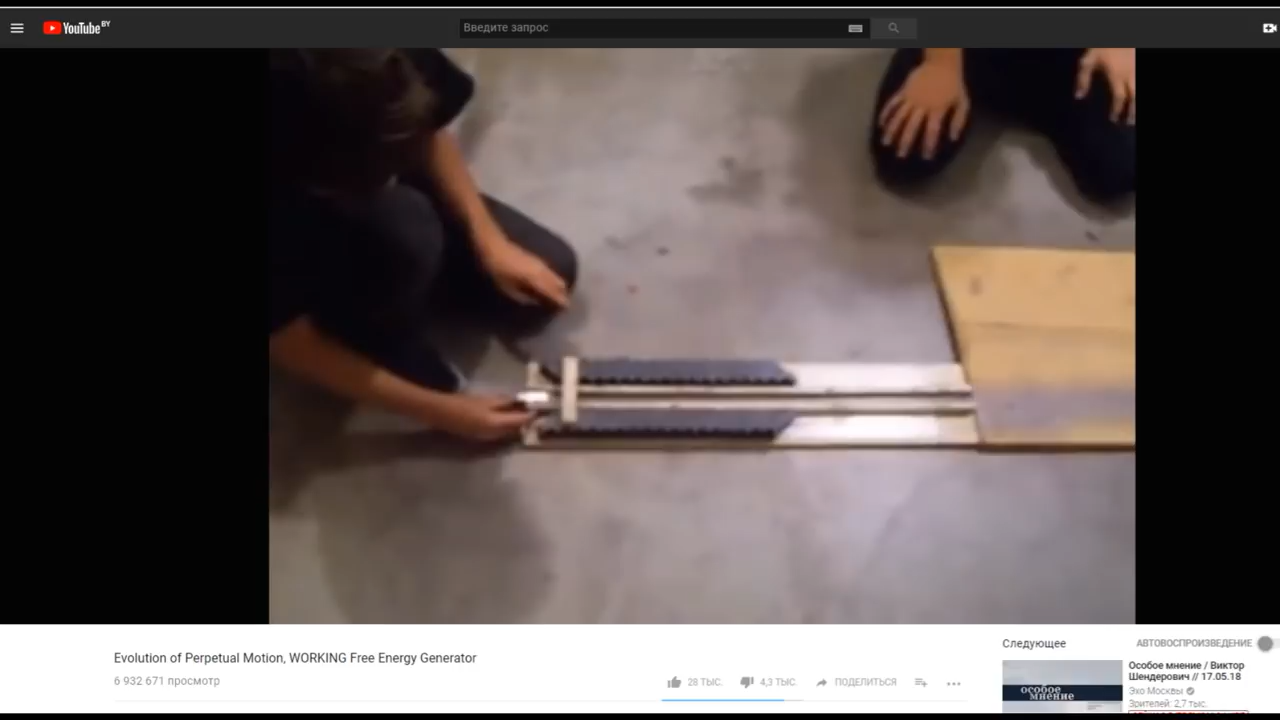 YouTube BY
Введите запрос
Evolution of Perpetual Motion, WORKING Free Energy Generator
6 932 671 просмотр
28 ТЫС.
4,3 ТЫС.
ПОДЕЛИТЬСЯ
Следующее
АВТОВОСПРОИЗВЕДЕНИЕ
особое
мнение
Особое мнение / Виктор
Шендерович // 17.05.18
Эхо Москвы
Зрителей: 2,7 тыс.